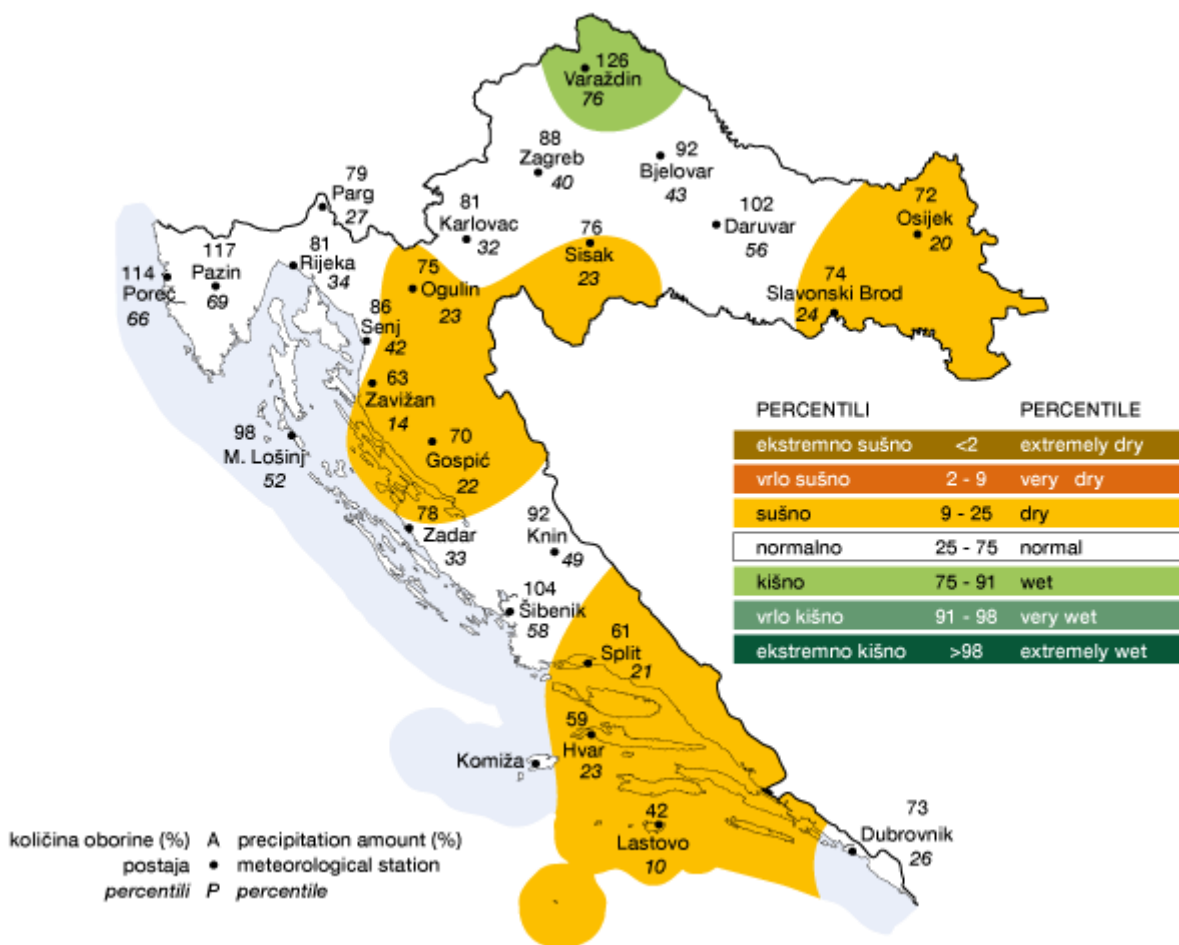 126
Varaždin
76
88
Zagreb
40
92
Bjelovar
43
79
Parg
27
81
Karlovac
32
102
Daruvar
56
72
Osijek
20
76
Sisak
23
117
Pazin
69
81
Rijeka
34
114
Poreč
66
75
Ogulin
23
74
Slavonski Brod
24
86
Senj
42
63
Zavižan
14
98
M. Lošinj
52
70
Gospić
22
78
Zadar
33
92
Knin
49
104
Šibenik
58
61
Split
21
59
Hvar
23
Komiža
42
Lastovo
10
73
Dubrovnik
26
PERCENTILI PERCENTILE
ekstremno sušno <2 extremely dry
vrlo sušno 2 - 9 very dry
sušno 9 - 25 dry
normalno 25 - 75 normal
kišno 75 - 91 wet
vrlo kišno 91 - 98 very wet
ekstremno kišno >98 extremely wet
količina oborine (%) A precipitation amount (%)
postaja • meteorological station
percentili P percentile